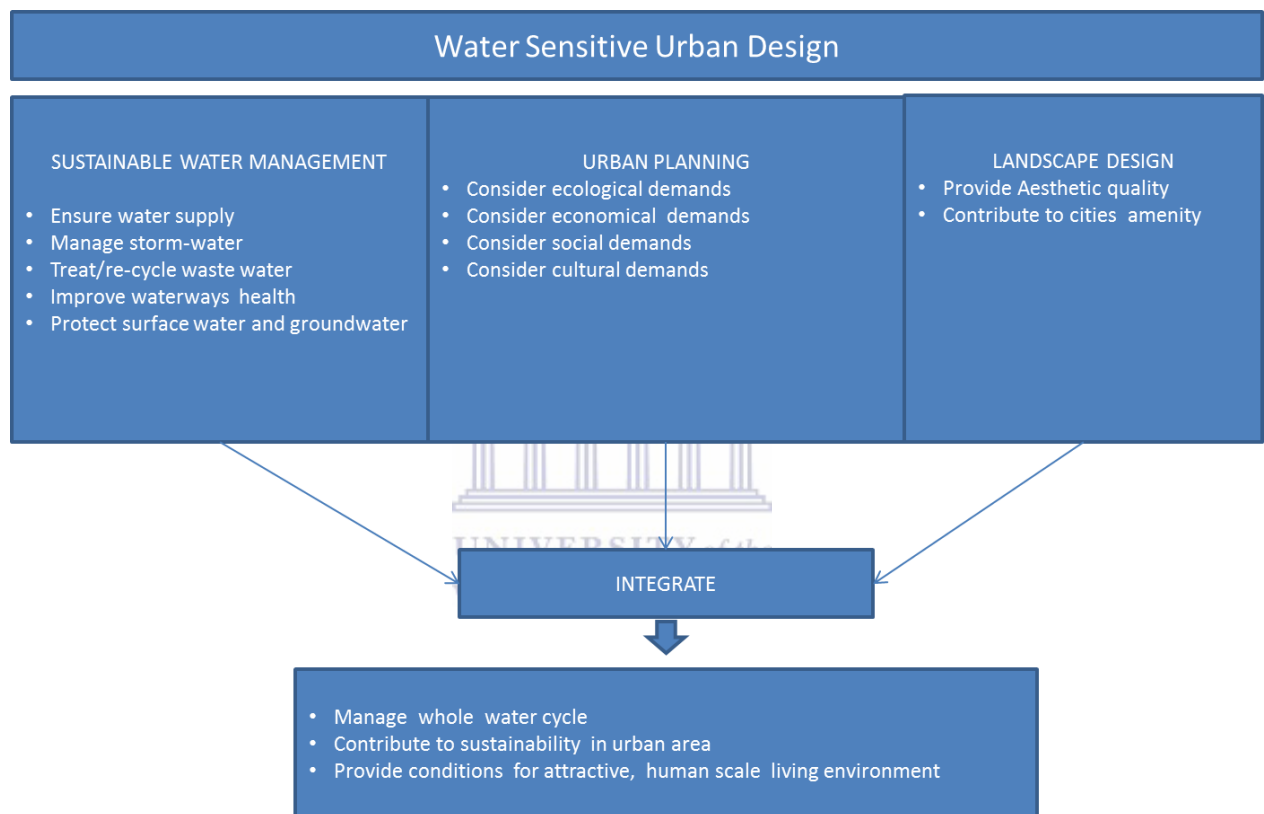 Water Sensitive Urban Design
SUSTAINABLE WATER MANAGEMENT
• Ensure water supply
• Manage storm-water
• Treat/re-cycle waste water
• Improve waterways health
• Protect surface water and groundwater
URBAN PLANNING
• Consider ecological demands
• Consider economical demands
• Consider social demands
• Consider cultural demands
LANDSCAPE DESIGN
• Provide Aesthetic quality
• Contribute to cities amenity
UNIVERSITY of the
INTEGRATE
• Manage whole water cycle
• Contribute to sustainability in urban area
• Provide conditions for attractive, human scale living environment